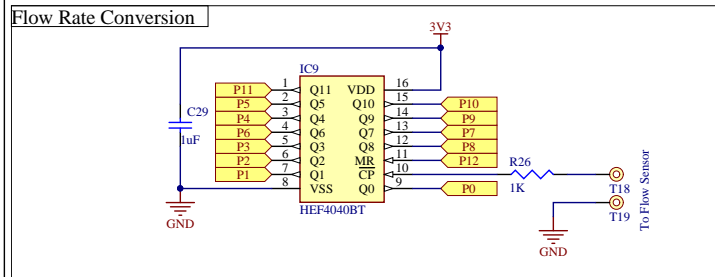 Flow Rate Conversion
3V3
IC9
P11 1 Q11 VDD 16
P5 2 Q5 Q10 15 P10
P4 3 Q4 Q9 14 P9
P6 4 Q6 Q7 13 P7
P3 5 Q3 Q8 12 P8
P2 6 Q2 MR 11 P12
P1 7 Q1 CP 10
8 VSS Q0 9 P0
HEF4040BT
C29
1uF
GND
R26
1K
T18
T19
GND
To Flow Sensor